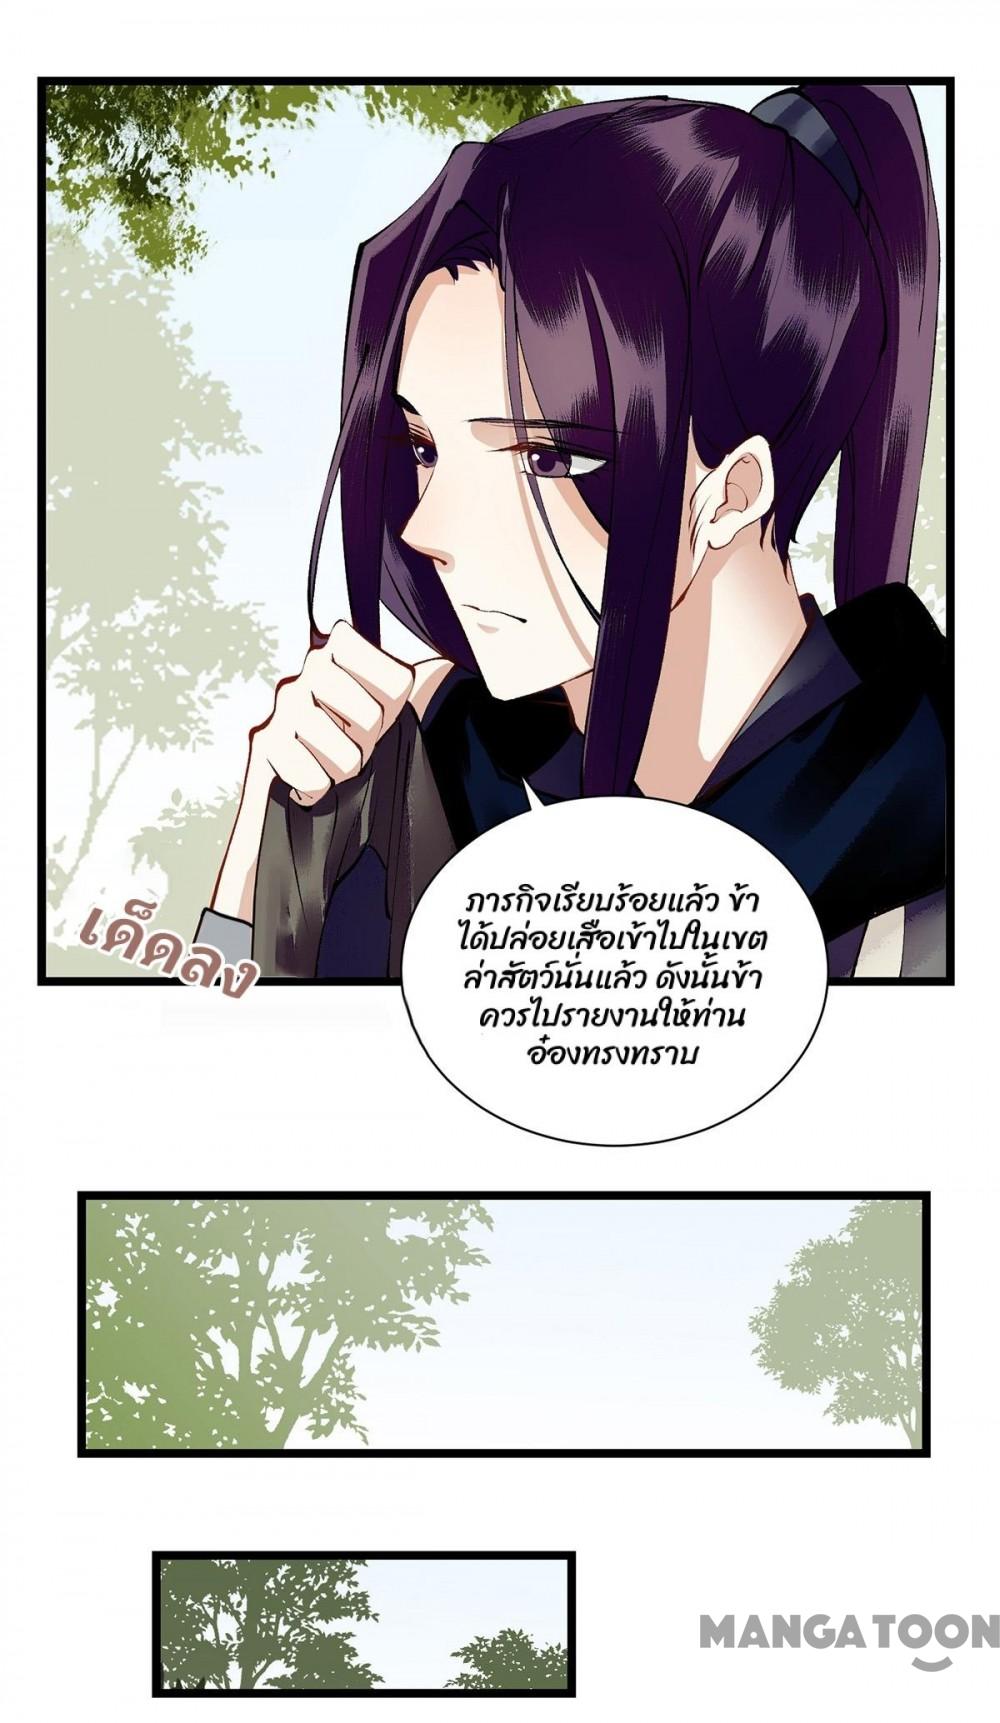 ภารกิจเรียบร้อยแล้ว ข้า
ได้ปล่อยเสือเข้าไปในเขต
ล่าสัตว์นั่นแล้ว ดังนั้นข้า
ควรไปรายงานให้ท่าน
อ๋องทรงทราบ
เด็ดลง
MANGATOON